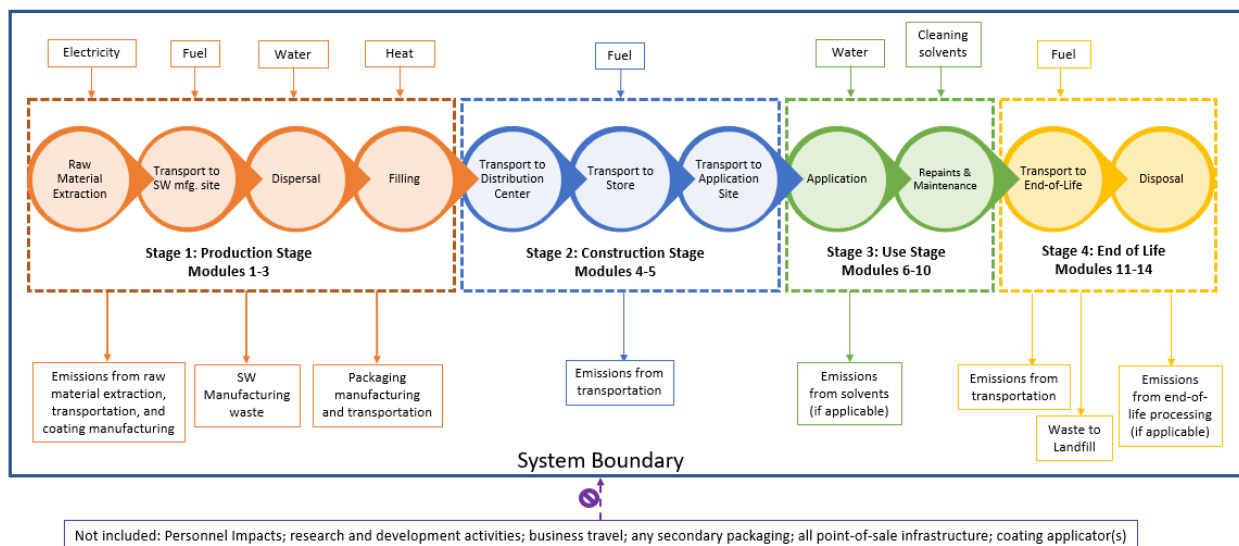 Electricity
Fuel
Water
Heat
Fuel
Water
Cleaning
solvents
Fuel
Raw
Material
Extraction
Transport to
SW mfg. site
Dispersal
Filling
Transport to
Distribution
Center
Transport to
Store
Transport to
Application
Site
Application
Repaints &
Maintenance
Transport to
End-of-Life
Disposal
Stage 1: Production Stage
Modules 1-3
Stage 2: Construction Stage
Modules 4-5
Stage 3: Use Stage
Modules 6-10
Stage 4: End of Life
Modules 11-14
Emissions from raw
material extraction,
transportation, and
coating manufacturing
SW
Manufacturing
waste
Packaging
manufacturing
and transportation
Emissions from
transportation
Emissions
from solvents
(if applicable)
Emissions from
transportation
Waste to
Landfill
Emissions
from end-of-
life processing
(if applicable)
System Boundary
Not included: Personnel Impacts; research and development activities; business travel; any secondary packaging; all point-of-sale infrastructure; coating applicator(s)